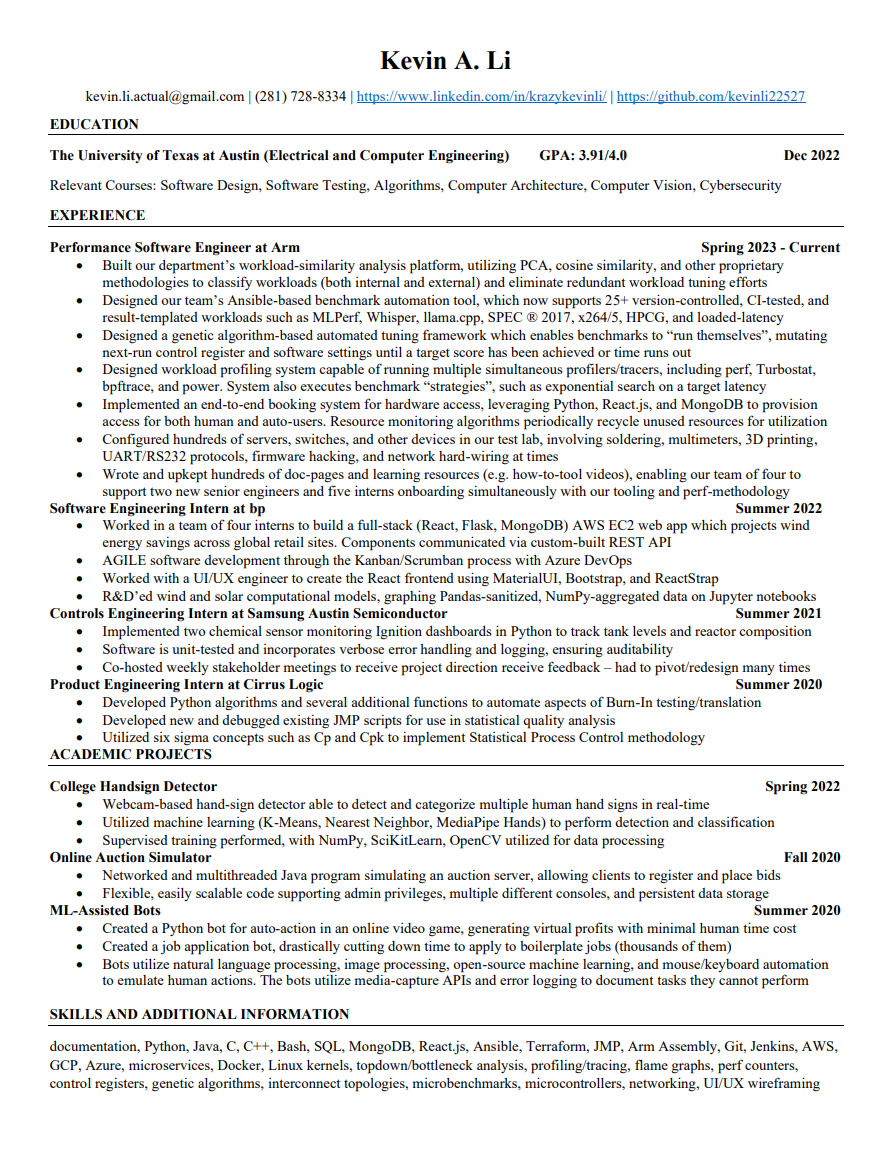 Kevin A. Li
kevin.li.actual@gmail.com | (281) 728-8334 | https://www.linkedin.com/in/krazykevinli/ | https://github.com/kevinli22527
EDUCATION
The University of Texas at Austin (Electrical and Computer Engineering) GPA: 3.91/4.0 Dec 2022
Relevant Courses: Software Design, Software Testing, Algorithms, Computer Architecture, Computer Vision, Cybersecurity
EXPERIENCE
Performance Software Engineer at Arm Spring 2023 - Current
• Built our department’s workload-similarity analysis platform, utilizing PCA, cosine similarity, and other proprietary
methodologies to classify workloads (both internal and external) and eliminate redundant workload tuning efforts
• Designed our team’s Ansible-based benchmark automation tool, which now supports 25+ version-controlled, CI-tested, and
result-templated workloads such as MLPerf, Whisper, llama.cpp, SPEC ® 2017, x264/5, HPCG, and loaded-latency
• Designed a genetic algorithm-based automated tuning framework which enables benchmarks to “run themselves”, mutating
next-run control register and software settings until a target score has been achieved or time runs out
• Designed workload profiling system capable of running multiple simultaneous profilers/tracers, including perf, Turbostat,
bpftrace, and power. System also executes benchmark “strategies”, such as exponential search on a target latency
• Implemented an end-to-end booking system for hardware access, leveraging Python, React.js, and MongoDB to provision
access for both human and auto-users. Resource monitoring algorithms periodically recycle unused resources for utilization
• Configured hundreds of servers, switches, and other devices in our test lab, involving soldering, multimeters, 3D printing,
UART/RS232 protocols, firmware hacking, and network hard-wiring at times
• Wrote and upkept hundreds of doc-pages and learning resources (e.g. how-to-tool videos), enabling our team of four to
support two new senior engineers and five interns onboarding simultaneously with our tooling and perf-methodology
Software Engineering Intern at bp Summer 2022
• Worked in a team of four interns to build a full-stack (React, Flask, MongoDB) AWS EC2 web app which projects wind
energy savings across global retail sites. Components communicated via custom-built REST API
• AGILE software development through the Kanban/Scrumban process with Azure DevOps
• Worked with a UI/UX engineer to create the React frontend using MaterialUI, Bootstrap, and ReactStrap
• R&D’ed wind and solar computational models, graphing Pandas-sanitized, NumPy-aggregated data on Jupyter notebooks
Controls Engineering Intern at Samsung Austin Semiconductor Summer 2021
• Implemented two chemical sensor monitoring Ignition dashboards in Python to track tank levels and reactor composition
• Software is unit-tested and incorporates verbose error handling and logging, ensuring auditability
• Co-hosted weekly stakeholder meetings to receive project direction receive feedback – had to pivot/redesign many times
Product Engineering Intern at Cirrus Logic Summer 2020
• Developed Python algorithms and several additional functions to automate aspects of Burn-In testing/translation
• Developed new and debugged existing JMP scripts for use in statistical quality analysis
• Utilized six sigma concepts such as Cp and Cpk to implement Statistical Process Control methodology
ACADEMIC PROJECTS
College Handsign Detector Spring 2022
• Webcam-based hand-sign detector able to detect and categorize multiple human hand signs in real-time
• Utilized machine learning (K-Means, Nearest Neighbor, MediaPipe Hands) to perform detection and classification
• Supervised training performed, with NumPy, SciKitLearn, OpenCV utilized for data processing
Online Auction Simulator Fall 2020
• Networked and multithreaded Java program simulating an auction server, allowing clients to register and place bids
• Flexible, easily scalable code supporting admin privileges, multiple different consoles, and persistent data storage
ML-Assisted Bots Summer 2020
• Created a Python bot for auto-action in an online video game, generating virtual profits with minimal human time cost
• Created a job application bot, drastically cutting down time to apply to boilerplate jobs (thousands of them)
• Bots utilize natural language processing, image processing, open-source machine learning, and mouse/keyboard automation
to emulate human actions. The bots utilize media-capture APIs and error logging to document tasks they cannot perform
SKILLS AND ADDITIONAL INFORMATION
documentation, Python, Java, C, C++, Bash, SQL, MongoDB, React.js, Ansible, Terraform, JMP, Arm Assembly, Git, Jenkins, AWS,
GCP, Azure, microservices, Docker, Linux kernels, topdown/bottleneck analysis, profiling/tracing, flame graphs, perf counters,
control registers, genetic algorithms, interconnect topologies, microbenchmarks, microcontrollers, networking, UI/UX wireframing